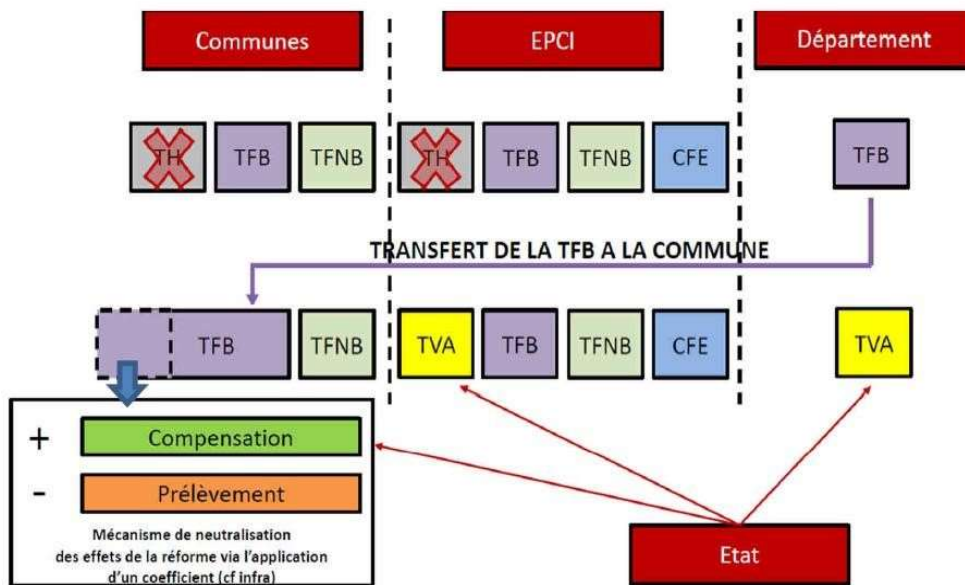 Communes
EPCI
Département
TH
TFB
TFNB
TH
TFB
TFNB
CFE
TFB
TRANSFERT DE LA TFB A LA COMMUNE
TFB
TFNB
TVA
TFB
TFNB
CFE
TVA
+
Compensation
-
Prélèvement
Mécanisme de neutralisation
des effets de la réforme via l'application
d'un coefficient (cf infra)
Etat